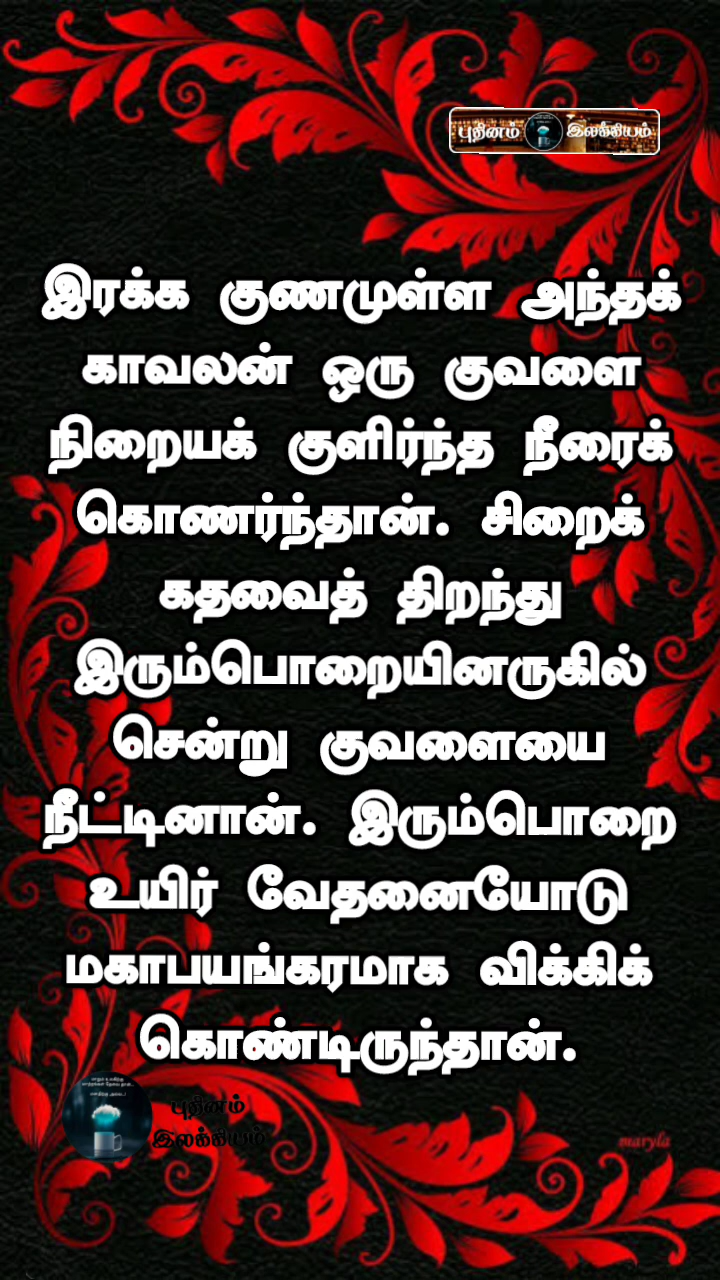 புதினம் இலக்கியம்
இரக்க குணமுள்ள அந்தக்
காவலன் ஒரு குவளை
நிறையக் குளிர்ந்த நீரைக்
கொணர்ந்தான். சிறைக்
கதவைத் திறந்து
இரும்பொறையினருகில்
சென்று குவளையை
நீட்டினான். இரும்பொறை
உயிர் வேதனையோடு
மகாபயங்கரமாக விக்கிக்
கொண்டிருந்தான்.
புதினம்
இலக்கியம்
maryla